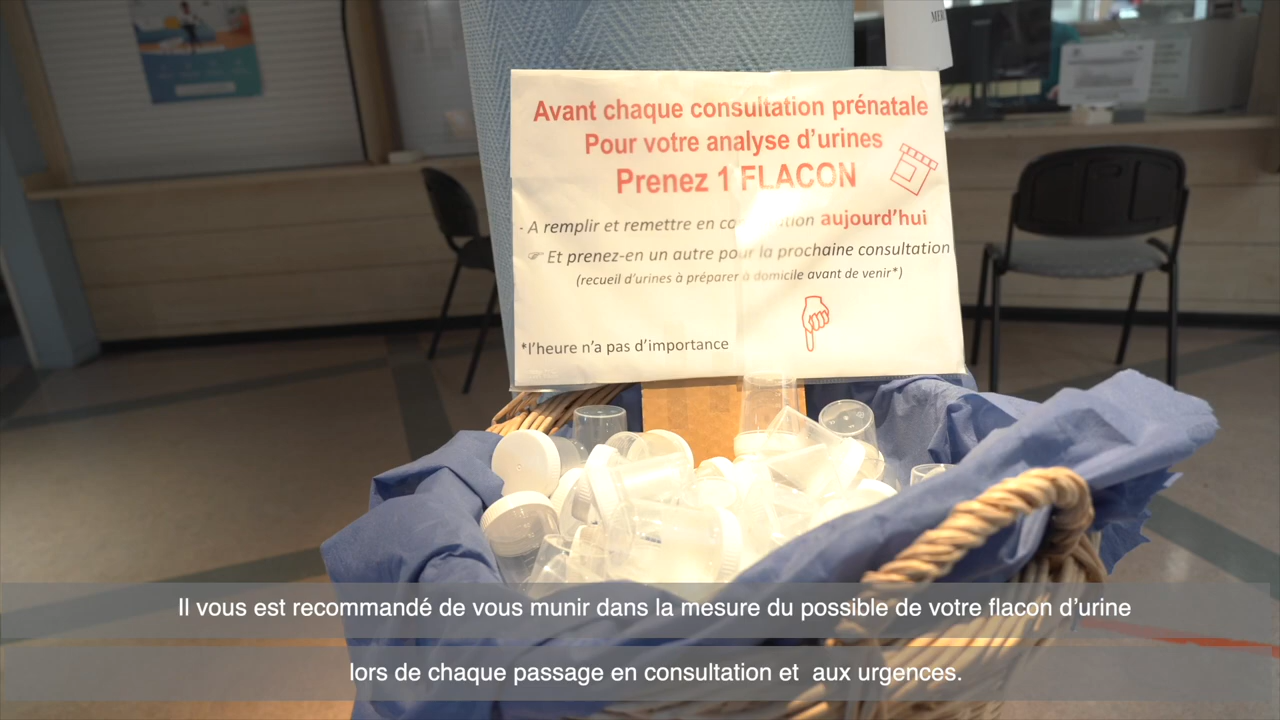 MER
Avant chaque consultation prénatale
Pour votre analyse d'urines
Prenez 1 FLACON
- A remplir et remettre en aujourd'hui
Et prenez-en un autre pour la prochaine consultation
(recueil d'urines à préparer à domicile avant de venir*)
*l'heure n'a pas d'importance
Il vous est recommandé de vous munir dans la mesure du possible de votre flacon d'urine
lors de chaque passage en consultation et aux urgences.